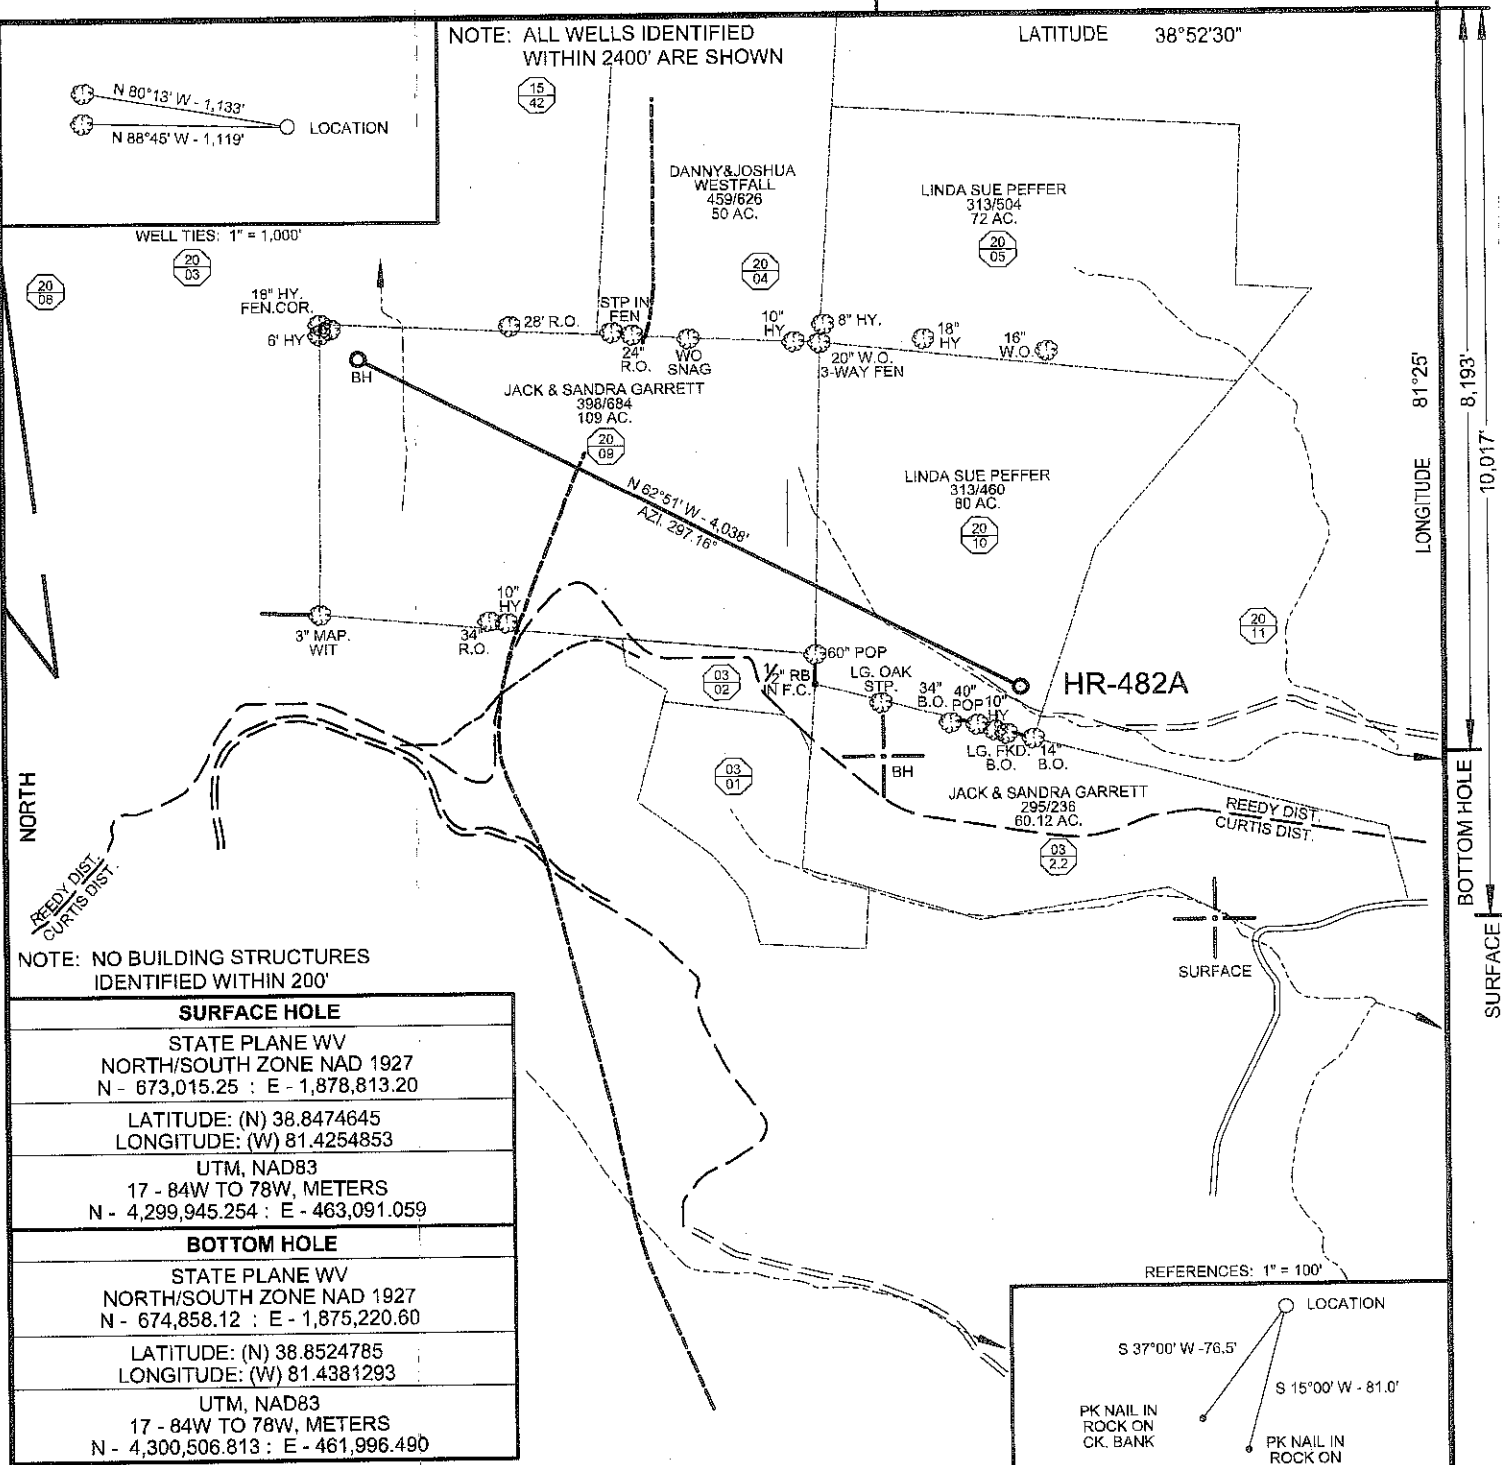 NOTE: ALL WELLS IDENTIFIED
WITHIN 2400' ARE SHOWN
LATITUDE 38°52'30"
N 80°13' W - 1,133'
N 88°45' W - 1,119'
LOCATION
WELL TIES: 1" = 1,000'
15
42
DANNY&JOSHUA
WESTFALL
459/626
50 AC.
LINDA SUE PEFFER
313/504
72 AC.
20
05
20
04
20
03
20
08
18" HY.
FEN.COR.
6' HY
28' R.O.
STP IN
FEN
24"
R.O.
WO
SNAG
10"
HY
8" HY.
20" W.O.
3-WAY FEN
18"
HY
16"
W.O.
BH
JACK & SANDRA GARRETT
398/684
109 AC.
20
09
N 62°51' W - 4,038'
AZI. 297.16°
LINDA SUE PEFFER
313/460
80 AC.
20
10
LONGITUDE 81°25'
8,193'
10,017'
20
11
3" MAP.
WIT
34"
R.O.
10"
HY
60" POP
1/2" RB
IN F.C.
LG. OAK
STP.
34"
B.O.
40"
POP
10"
HY
LG. FKD.
B.O.
14"
B.O.
HR-482A
03
02
03
01
BH
JACK & SANDRA GARRETT
295/236
60.12 AC.
03
2.2
REEDY DIST.
CURTIS DIST.
BOTTOM HOLE
SURFACE
SURFACE
NORTH
REEDY DIST.
CURTIS DIST.
NOTE: NO BUILDING STRUCTURES
IDENTIFIED WITHIN 200'
SURFACE HOLE
STATE PLANE WV
NORTH/SOUTH ZONE NAD 1927
N - 673,015.25 : E - 1,878,813.20
LATITUDE: (N) 38.8474645
LONGITUDE: (W) 81.4254853
UTM, NAD83
17 - 84W TO 78W, METERS
N - 4,299,945.254 : E - 463,091.059
BOTTOM HOLE
STATE PLANE WV
NORTH/SOUTH ZONE NAD 1927
N - 674,858.12 : E - 1,875,220.60
LATITUDE: (N) 38.8524785
LONGITUDE: (W) 81.4381293
UTM, NAD83
17 - 84W TO 78W, METERS
N - 4,300,506.813 : E - 461,996.490
REFERENCES: 1" = 100'
LOCATION
S 37°00' W -76.5'
S 15°00' W - 81.0'
PK NAIL IN
ROCK ON
CK. BANK
PK NAIL IN
ROCK ON